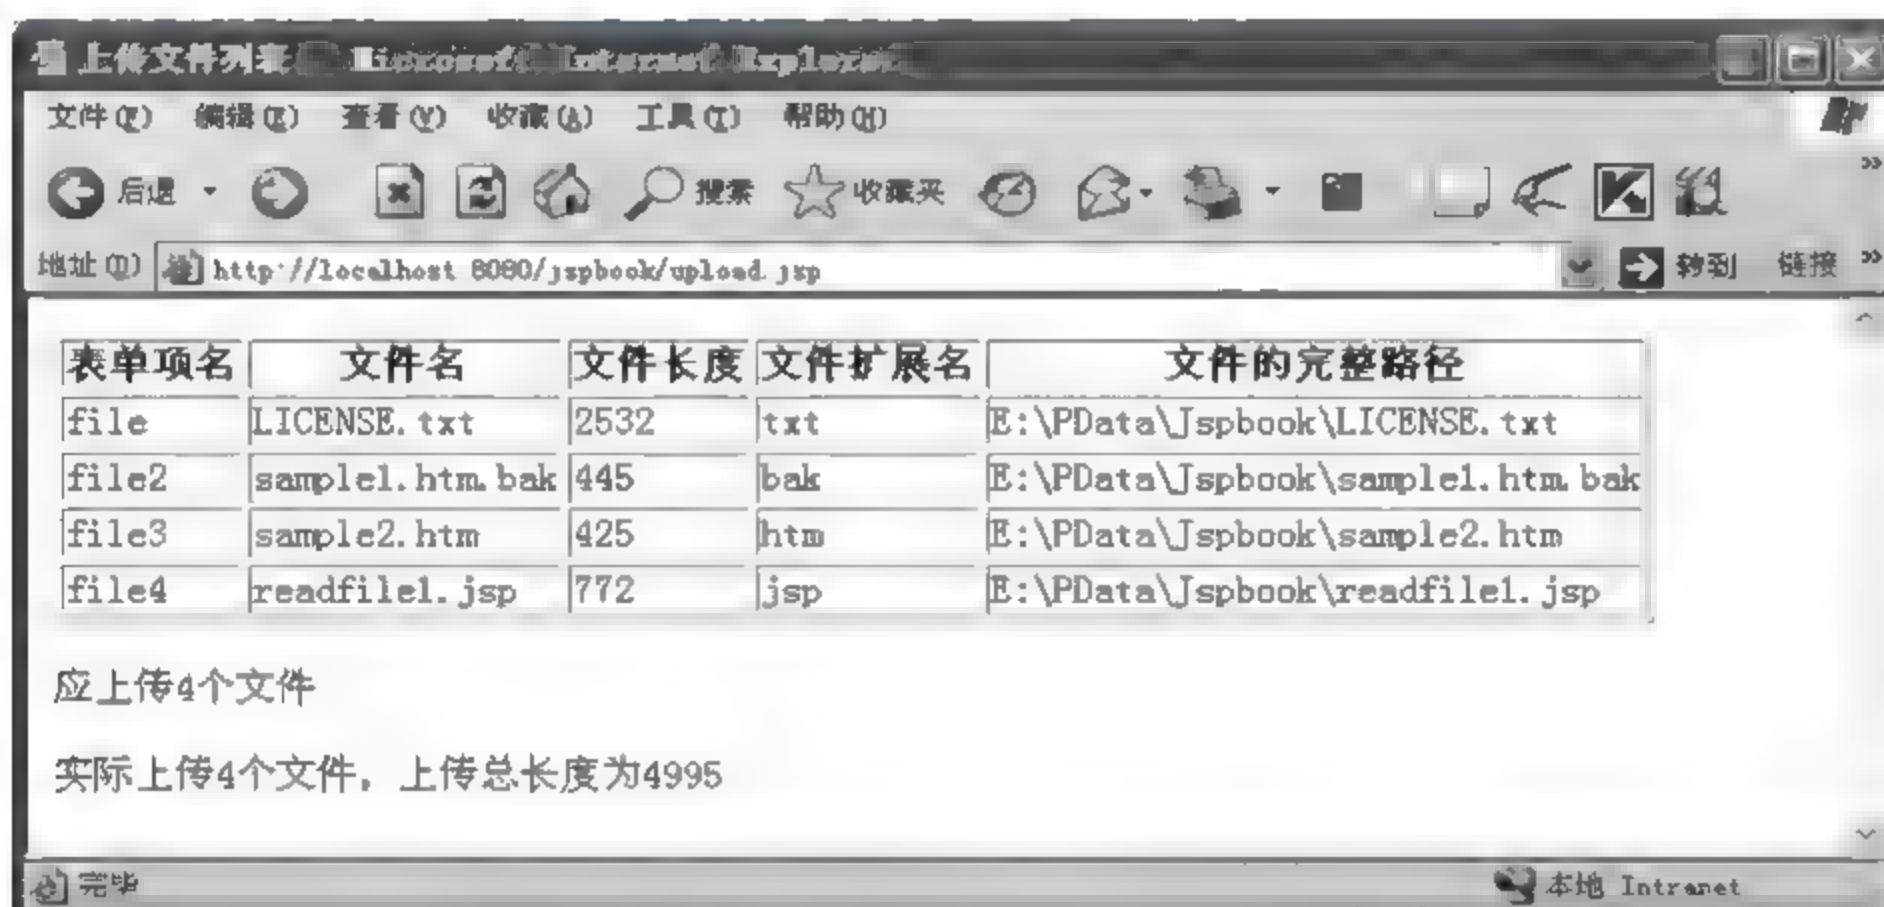 上传文件列表 - Microsoft Internet Explorer
文件(F) 编辑(E) 查看(V) 收藏(A) 工具(T) 帮助(H)
后退 搜索 收藏夹
地址(D) http://localhost:8080/jspbook/upload.jsp 转到 链接
表单项名 文件名 文件长度 文件扩展名 文件的完整路径
file LICENSE.txt 2532 txt E:\PData\Jspbook\LICENSE.txt
file2 sample1.htm.bak 445 bak E:\PData\Jspbook\sample1.htm.bak
file3 sample2.htm 425 htm E:\PData\Jspbook\sample2.htm
file4 readfile1.jsp 772 jsp E:\PData\Jspbook\readfile1.jsp
应上传4个文件
实际上传4个文件，上传总长度为4995
完毕 本地 Intranet